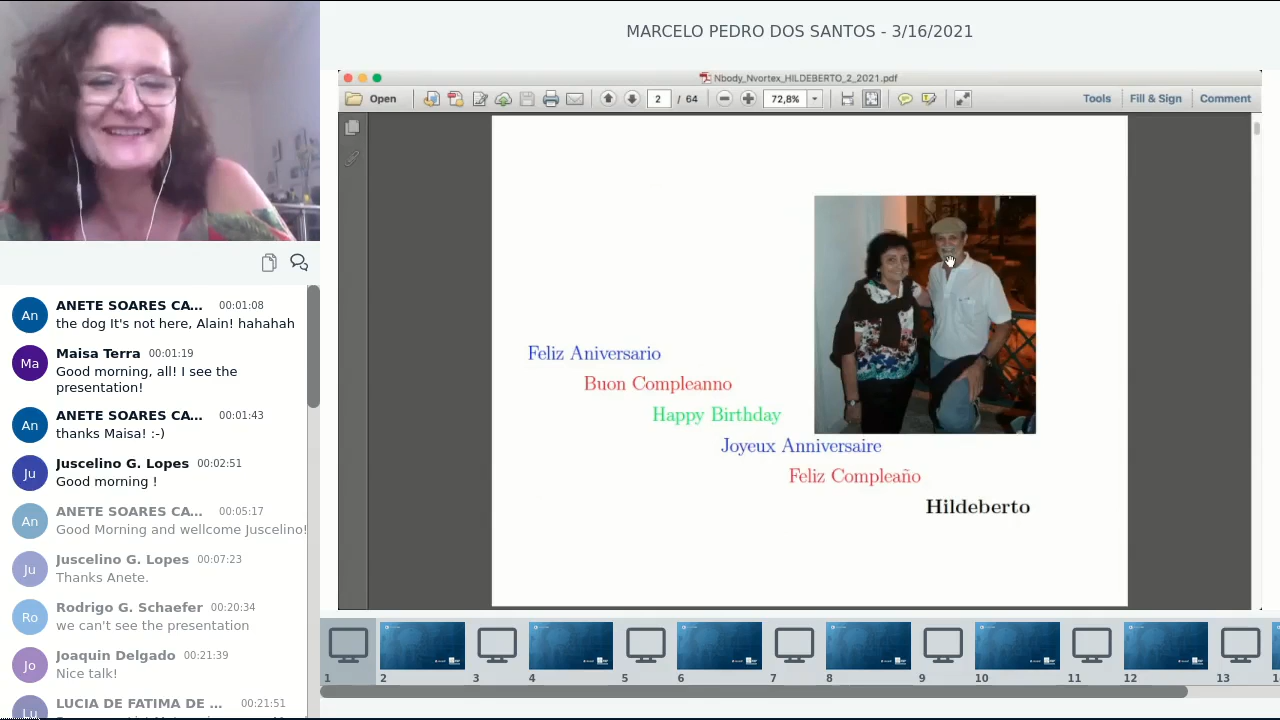 MARCELO PEDRO DOS SANTOS - 3/16/2021
Nbody_Nvortex_HILDEBERTO_2_2021.pdf
Open
2 / 64
72,8%
Tools
Fill & Sign
Comment
Feliz Aniversario
Buon Compleanno
Happy Birthday
Joyeux Anniversaire
Feliz Compleaño
Hildeberto
An
ANETE SOARES CA... 00:01:08
the dog It's not here, Alain! hahahah
Ma
Maisa Terra 00:01:19
Good morning, all! I see the
presentation!
An
ANETE SOARES CA... 00:01:43
thanks Maisa! :-)
Ju
Juscelino G. Lopes 00:02:51
Good morning !
An
ANETE SOARES CA... 00:05:17
Good Morning and wellcome Juscelino!
Ju
Juscelino G. Lopes 00:07:23
Thanks Anete.
Ro
Rodrigo G. Schaefer 00:20:34
we can't see the presentation
Jo
Joaquin Delgado 00:21:39
Nice talk!
Lu
LUCIA DE FATIMA DE ... 00:21:51
1
2
3
4
5
6
7
8
9
10
11
12
13